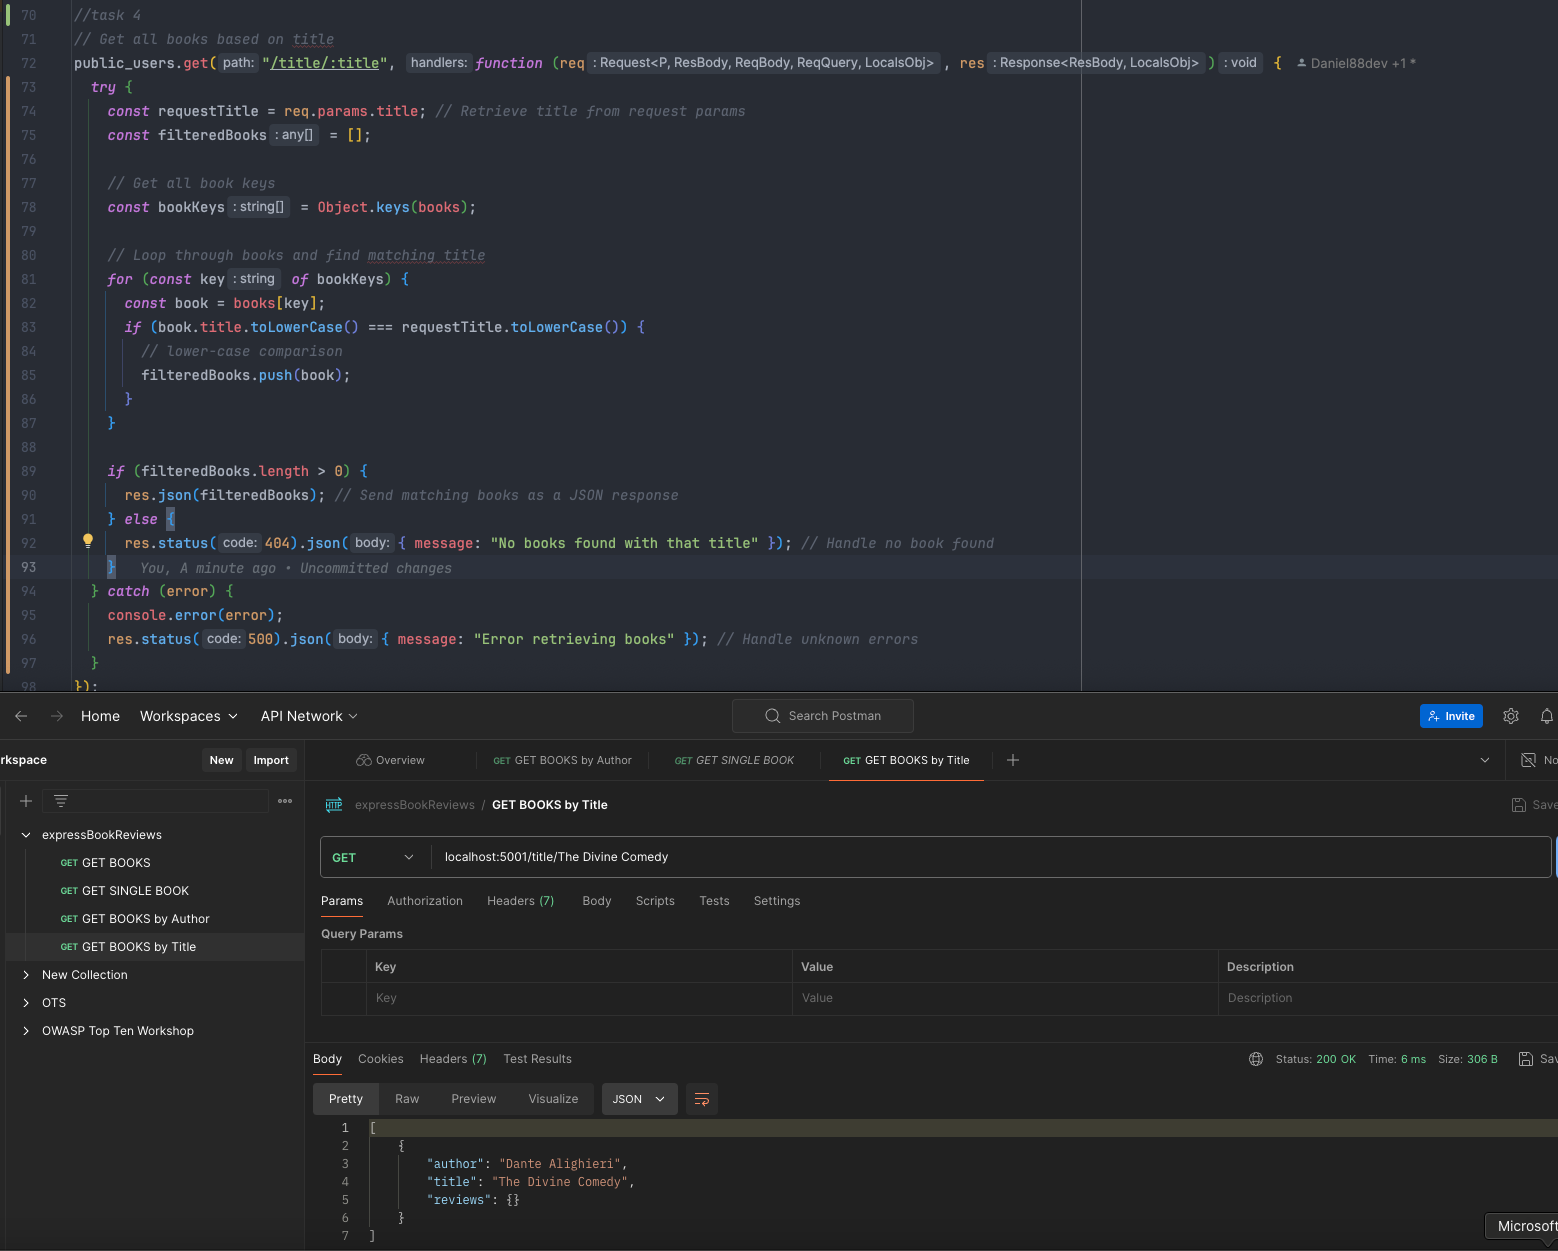 70 //task 4
71 // Get all books based on title
72 public_users.get( path: "/title/:title", handlers: function (req : Request<P, ResBody, ReqBody, ReqQuery, LocalsObj> , res : Response<ResBody, LocalsObj> ) : void { Daniel88dev +1 *
73 try {
74 const requestTitle = req.params.title; // Retrieve title from request params
75 const filteredBooks : any[] = [];
76
77 // Get all book keys
78 const bookKeys : string[] = Object.keys(books);
79
80 // Loop through books and find matching title
81 for (const key : string of bookKeys) {
82 const book = books[key];
83 if (book.title.toLowerCase() === requestTitle.toLowerCase()) {
84 // lower-case comparison
85 filteredBooks.push(book);
86 }
87 }
88
89 if (filteredBooks.length > 0) {
90 res.json(filteredBooks); // Send matching books as a JSON response
91 } else {
92 res.status( code: 404).json( body: { message: "No books found with that title" }); // Handle no book found
93 } You, A minute ago • Uncommitted changes
94 } catch (error) {
95 console.error(error);
96 res.status( code: 500).json( body: { message: "Error retrieving books" }); // Handle unknown errors
97 }
98 });
Home Workspaces API Network Search Postman Invite
rkspace New Import Overview GET GET BOOKS by Author GET GET SINGLE BOOK GET GET BOOKS by Title No
HTTP expressBookReviews / GET BOOKS by Title Save
expressBookReviews
GET GET BOOKS
GET GET SINGLE BOOK
GET GET BOOKS by Author
GET GET BOOKS by Title
New Collection
OTS
OWASP Top Ten Workshop
GET localhost:5001/title/The Divine Comedy
Params Authorization Headers (7) Body Scripts Tests Settings
Query Params
Key Value Description
Key Value Description
Body Cookies Headers (7) Test Results Status: 200 OK Time: 6 ms Size: 306 B Sav
Pretty Raw Preview Visualize JSON
1 [
2 {
3 "author": "Dante Alighieri",
4 "title": "The Divine Comedy",
5 "reviews": {}
6 }
7 ]
Microsoft